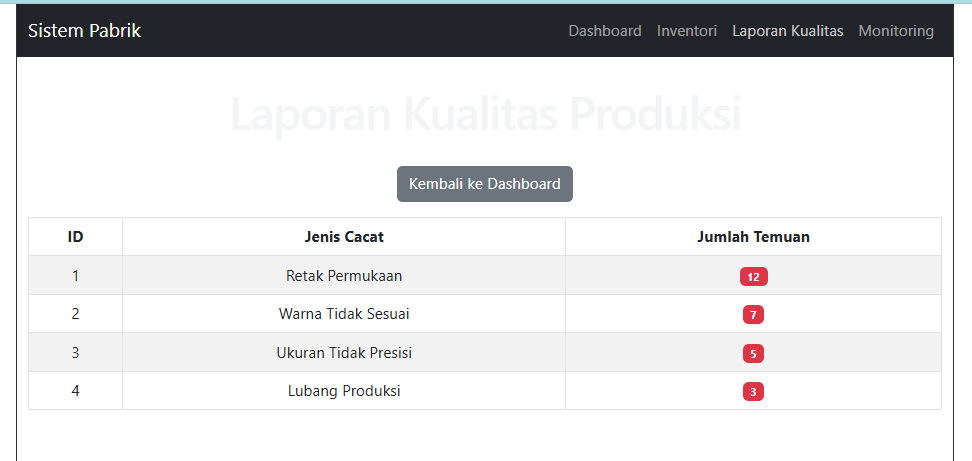 Sistem Pabrik Dashboard Inventori Laporan Kualitas Monitoring
Laporan Kualitas Produksi
Kembali ke Dashboard
ID Jenis Cacat Jumlah Temuan
1 Retak Permukaan 12
2 Warna Tidak Sesuai 7
3 Ukuran Tidak Presisi 5
4 Lubang Produksi 3